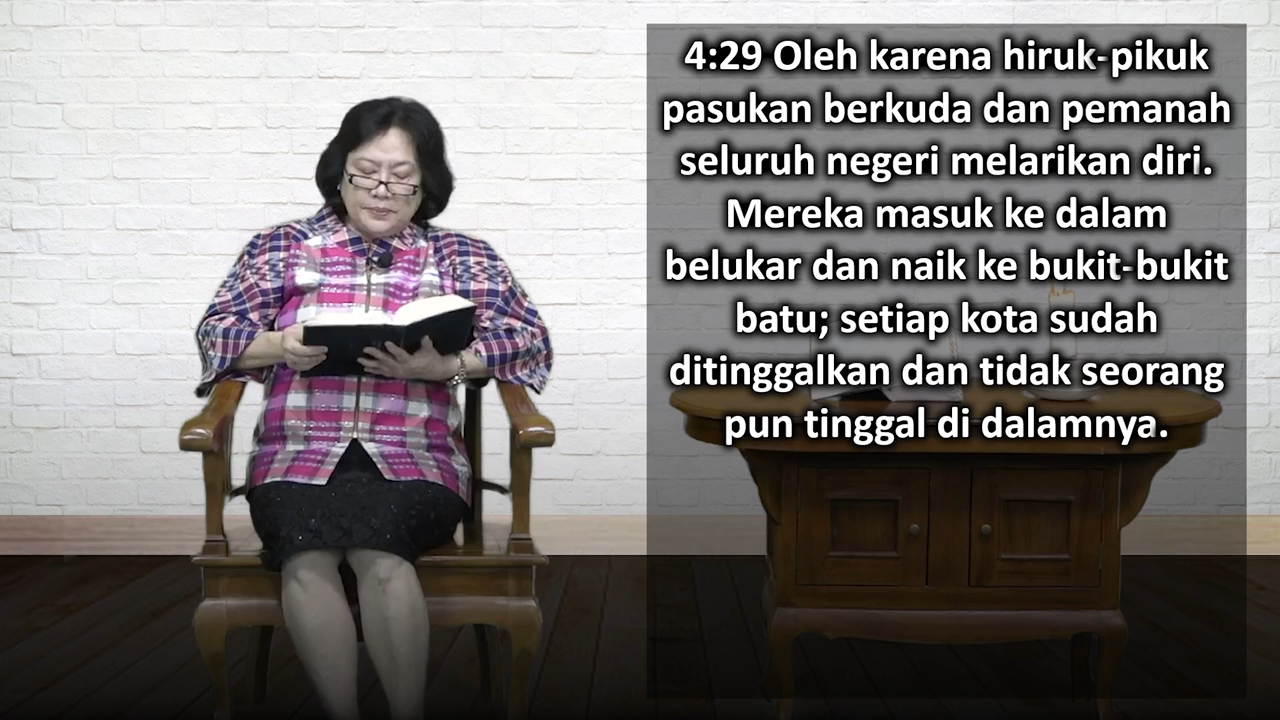 4:29 Oleh karena hiruk-pikuk
pasukan berkuda dan pemanah
seluruh negeri melarikan diri.
Mereka masuk ke dalam
belukar dan naik ke bukit-bukit
batu; setiap kota sudah
ditinggalkan dan tidak seorang
pun tinggal di dalamnya.